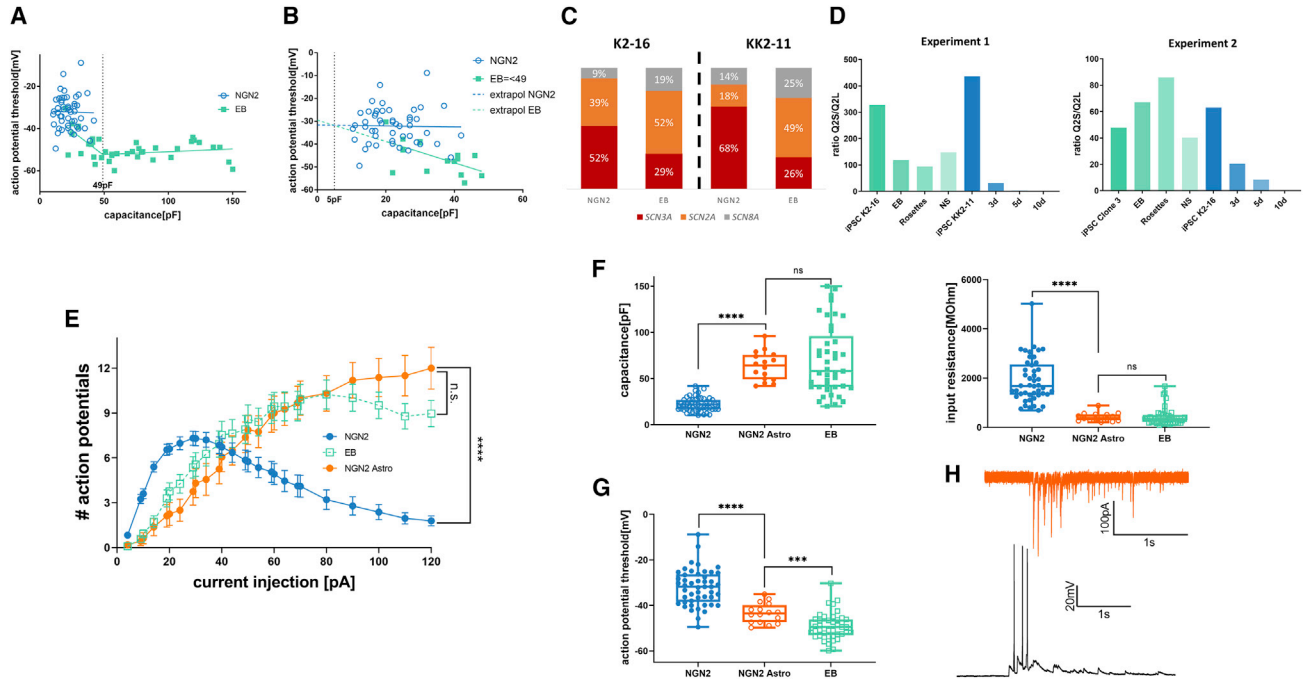 A
action potential threshold[mV]
-20
-40
-60
0
50
100
150
49pF
capacitance[pF]
NGN2
EB
B
action potential threshold[mV]
0
-10
-20
-30
-40
-50
-60
0
5pF
20
40
60
capacitance[pF]
NGN2
EB=<49
extrapol NGN2
extrapol EB
C
K2-16
KK2-11
9%
39%
52%
19%
52%
29%
14%
18%
68%
25%
49%
26%
NGN2
EB
NGN2
EB
SCN3A
SCN2A
SCN8A
D
Experiment 1
ratio Q2S/Q2L
500
400
300
200
100
0
iPSC K2-16
EB
Rosettes
NS
iPSC KK2-11
3d
5d
10d
Experiment 2
ratio Q2S/Q2L
100
80
60
40
20
0
iPSC Clone 3
EB
Rosettes
NS
iPSC K2-16
3d
5d
10d
E
# action potentials
12
9
6
3
0
0
20
40
60
80
100
120
current injection [pA]
NGN2
EB
NGN2 Astro
n.s.
****
F
capacitance[pF]
150
100
50
0
****
ns
NGN2
NGN2 Astro
EB
input resistance[MOhm]
6000
4000
2000
0
****
ns
NGN2
NGN2 Astro
EB
G
action potential threshold[mV]
0
-20
-40
-60
****
***
NGN2
NGN2 Astro
EB
H
100pA
1s
20mV
1s